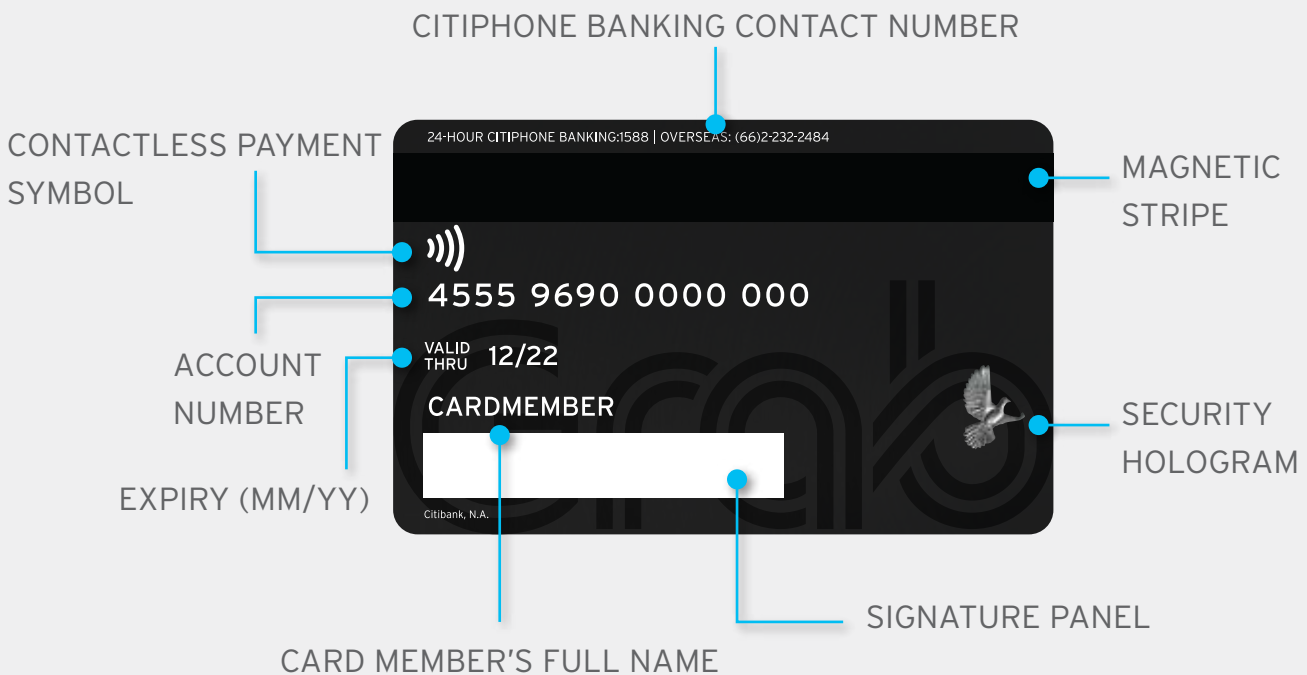 CITIPHONE BANKING CONTACT NUMBER
24-HOUR CITIPHONE BANKING:1588 | OVERSEAS: (66)2-232-2484
CONTACTLESS PAYMENT
SYMBOL
MAGNETIC
STRIPE
4555 9690 0000 000
ACCOUNT
NUMBER
VALID
THRU 12/22
CARDMEMBER
Grab
SECURITY
HOLOGRAM
EXPIRY (MM/YY)
Citibank, N.A.
SIGNATURE PANEL
CARD MEMBER'S FULL NAME